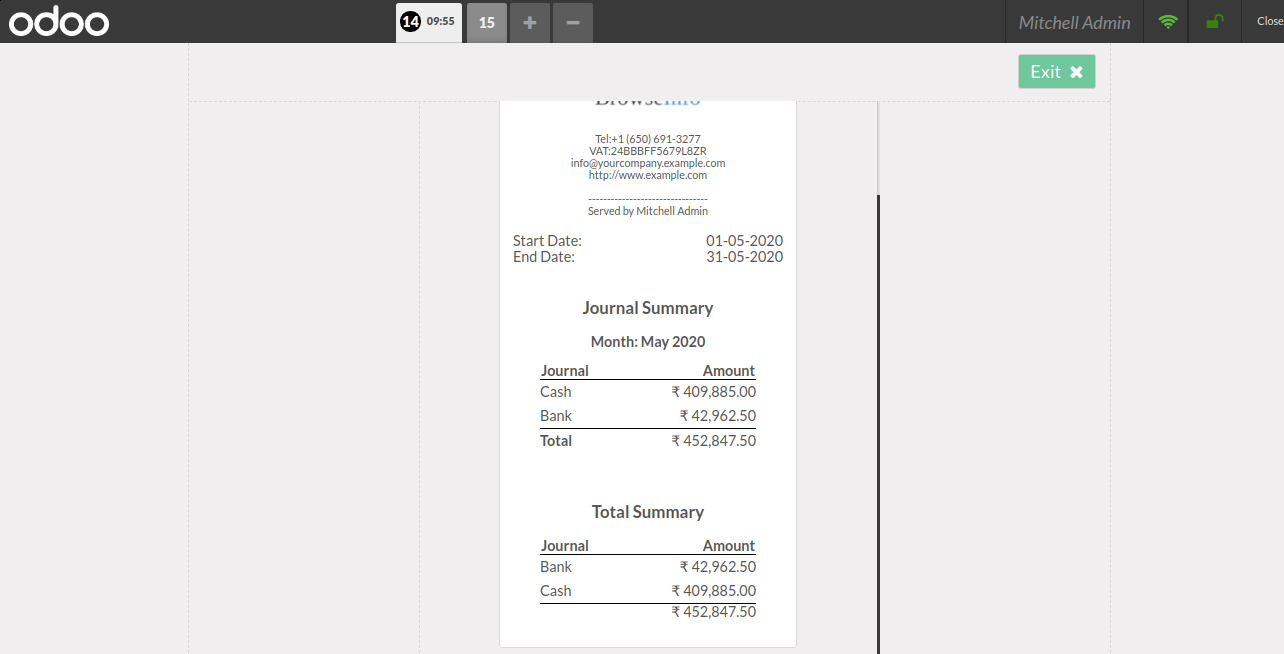 odoo
14 09:55 15
Mitchell Admin
Close
Exit
BrowseInfo
Tel:+1 (650) 691-3277
VAT:24BBBFF5679L8ZR
info@yourcompany.example.com
http://www.example.com
--------------------------------
Served by Mitchell Admin
Start Date: 01-05-2020
End Date: 31-05-2020
Journal Summary
Month: May 2020
Journal Amount
Cash ₹ 409,885.00
Bank ₹ 42,962.50
Total ₹ 452,847.50
Total Summary
Journal Amount
Bank ₹ 42,962.50
Cash ₹ 409,885.00
₹ 452,847.50